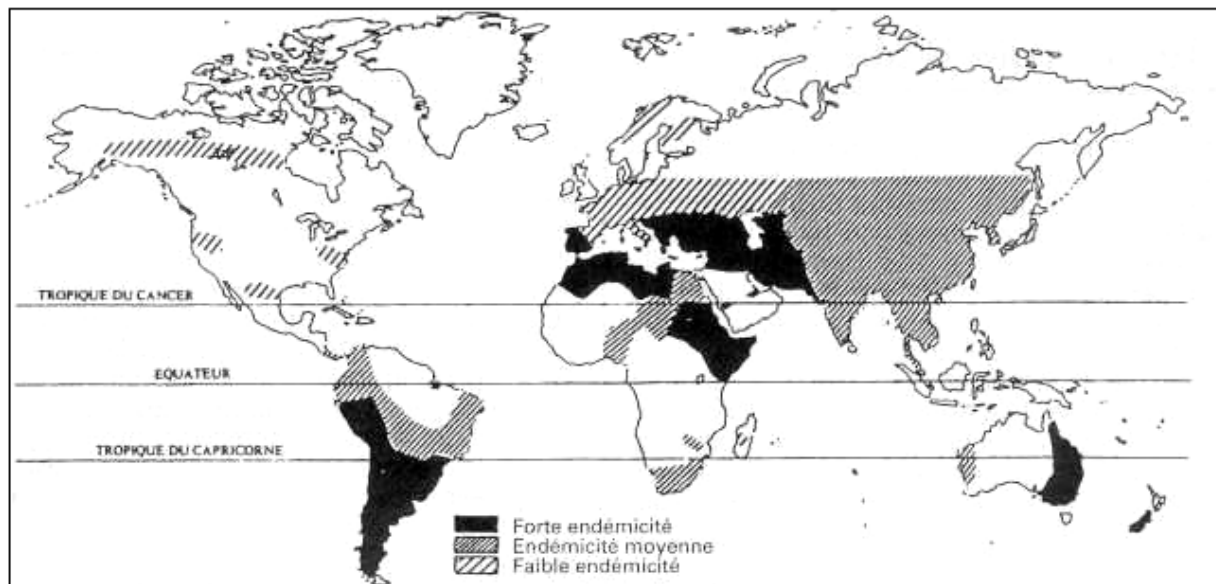 TROPIQUE DU CANCER
EQUATEUR
TROPIQUE DU CAPRICORNE
Forte endémicité
Endémicité moyenne
Faible endémicité